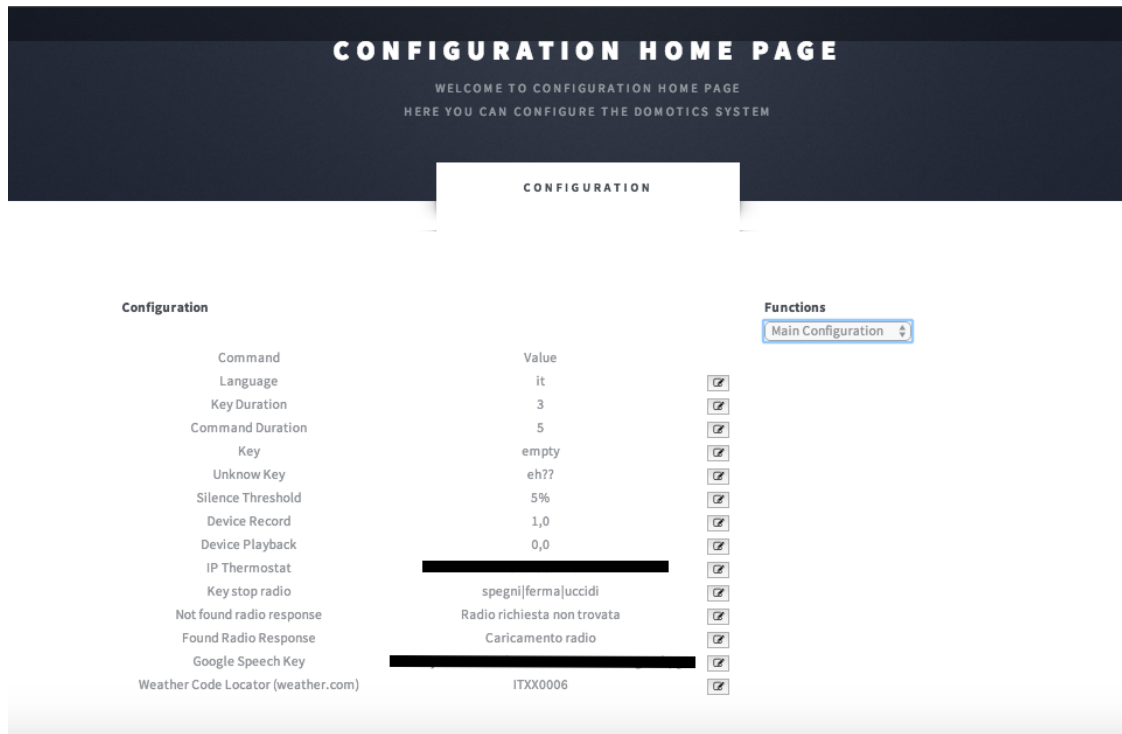 CONFIGURATION HOME PAGE
WELCOME TO CONFIGURATION HOME PAGE
HERE YOU CAN CONFIGURE THE DOMOTICS SYSTEM
CONFIGURATION
Configuration Functions
Main Configuration
Command Value
Language it
Key Duration 3
Command Duration 5
Key empty
Unknow Key eh??
Silence Threshold 5%
Device Record 1,0
Device Playback 0,0
IP Thermostat
Key stop radio spegni|ferma|uccidi
Not found radio response Radio richiesta non trovata
Found Radio Response Caricamento radio
Google Speech Key
Weather Code Locator (weather.com) ITXX0006